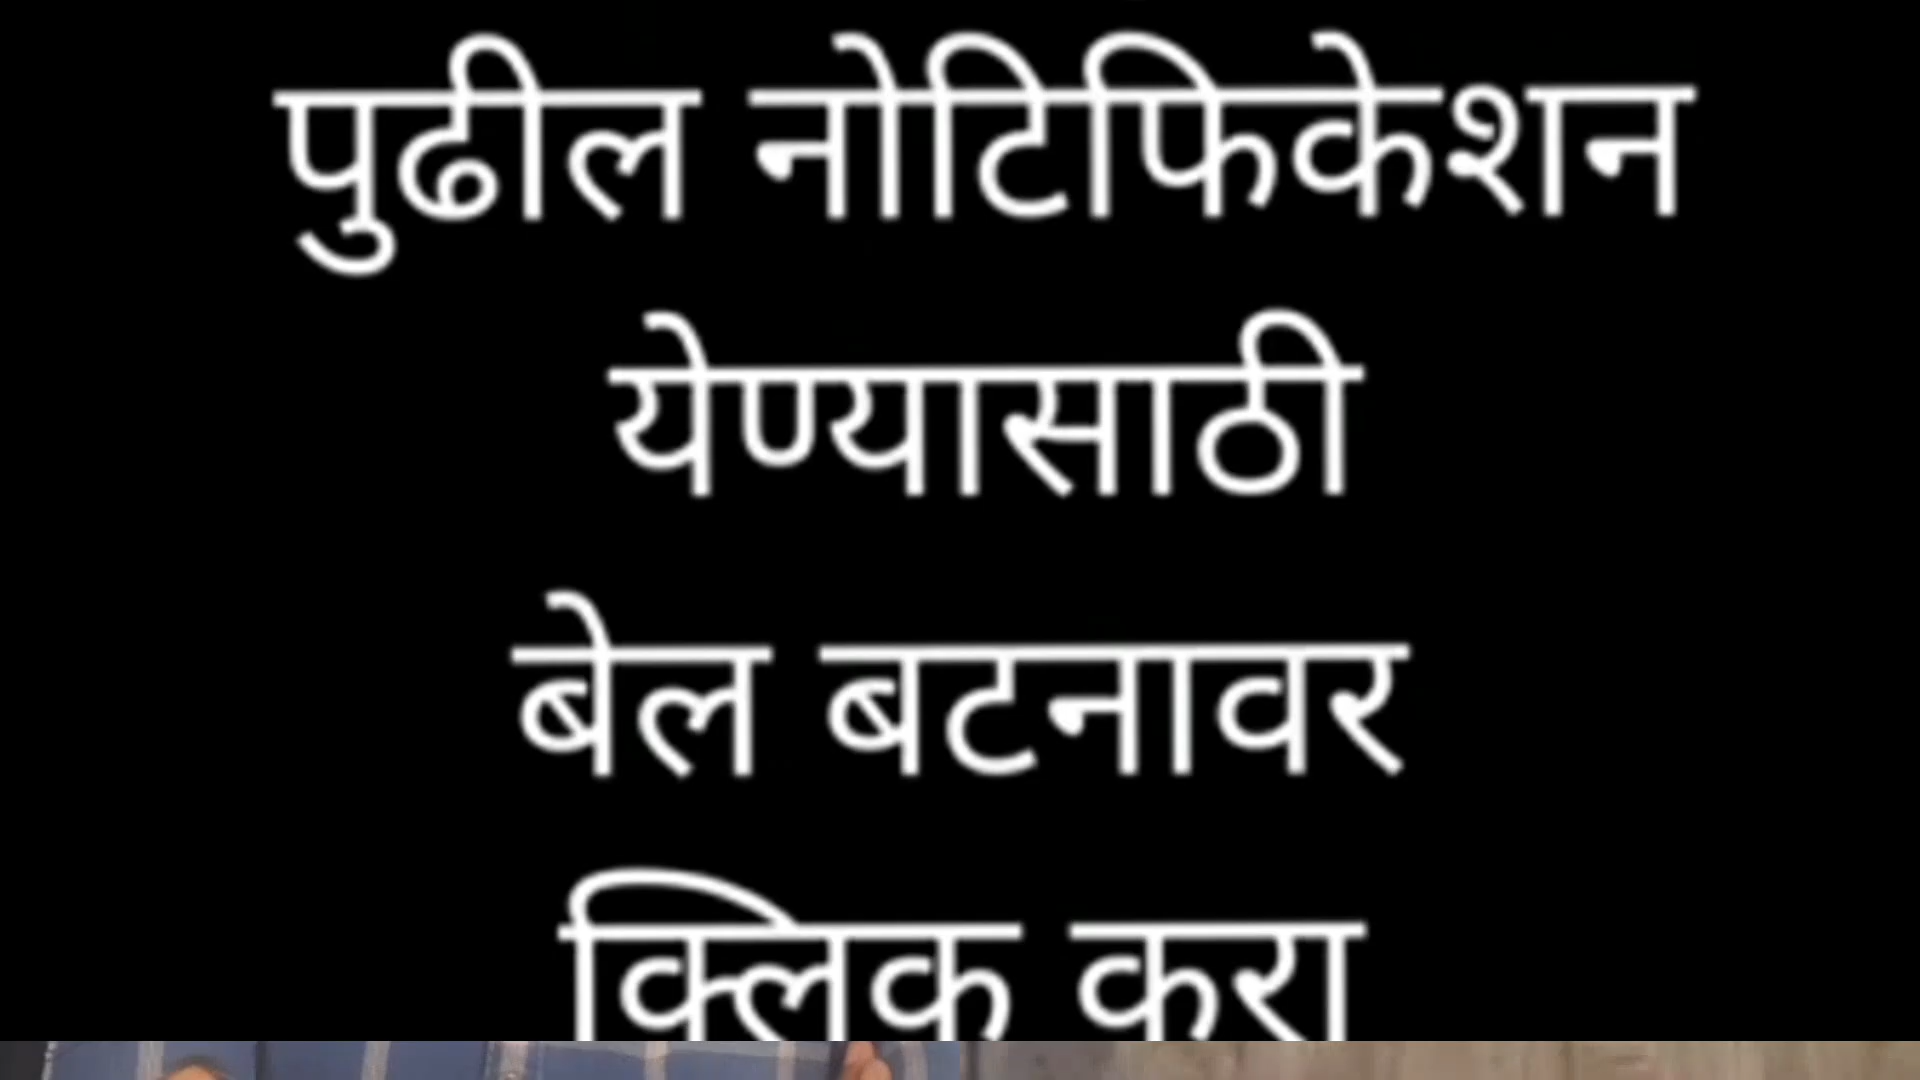 पुढील नोटिफिकेशन
येण्यासाठी
बेल बटनावर
क्लिक करा